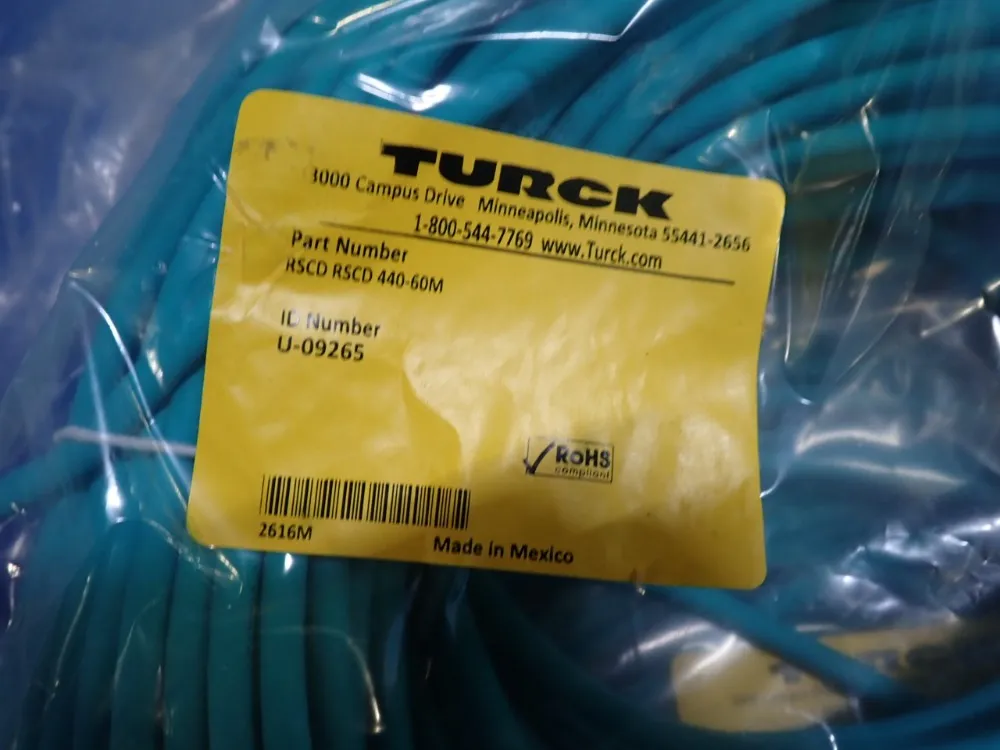 TURCK
3000 Campus Drive Minneapolis, Minnesota 55441-2656
1-800-544-7769 www.Turck.com
Part Number
RSCD RSCD 440-60M
ID Number
U-09265
RoHS
compliant
2616M
Made in Mexico